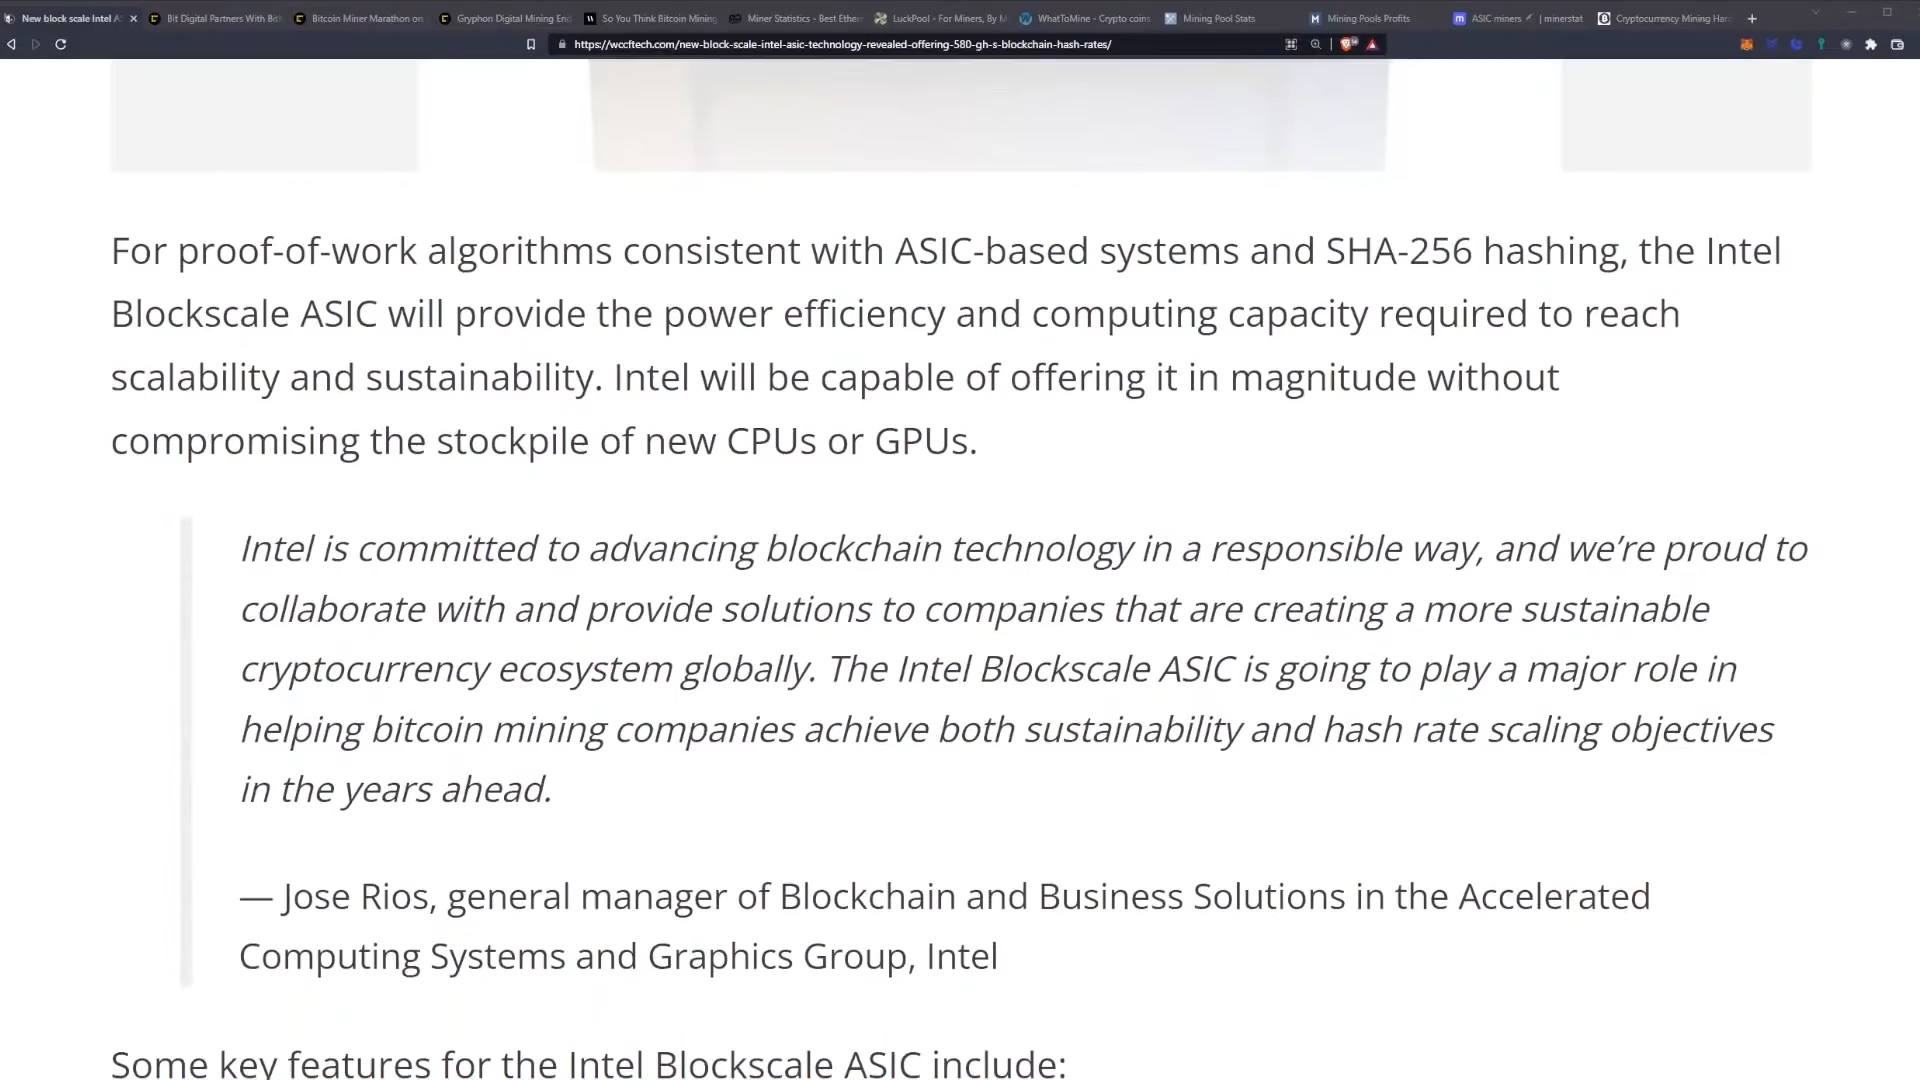 New block scale Intel A
Bit Digital Partners With Bit
Bitcoin Miner Marathon on
Gryphon Digital Mining End
So You Think Bitcoin Mining
Miner Statistics - Best Ether
LuckPool - For Miners, By M
WhatToMine - Crypto coins
Mining Pool Stats
Mining Pools Profits
ASIC miners | minerstat
Cryptocurrency Mining Har
https://wccftech.com/new-block-scale-intel-asic-technology-revealed-offering-580-gh-s-blockchain-hash-rates/
For proof-of-work algorithms consistent with ASIC-based systems and SHA-256 hashing, the Intel
Blockscale ASIC will provide the power efficiency and computing capacity required to reach
scalability and sustainability. Intel will be capable of offering it in magnitude without
compromising the stockpile of new CPUs or GPUs.
Intel is committed to advancing blockchain technology in a responsible way, and we’re proud to
collaborate with and provide solutions to companies that are creating a more sustainable
cryptocurrency ecosystem globally. The Intel Blockscale ASIC is going to play a major role in
helping bitcoin mining companies achieve both sustainability and hash rate scaling objectives
in the years ahead.
— Jose Rios, general manager of Blockchain and Business Solutions in the Accelerated
Computing Systems and Graphics Group, Intel
Some key features for the Intel Blockscale ASIC include: